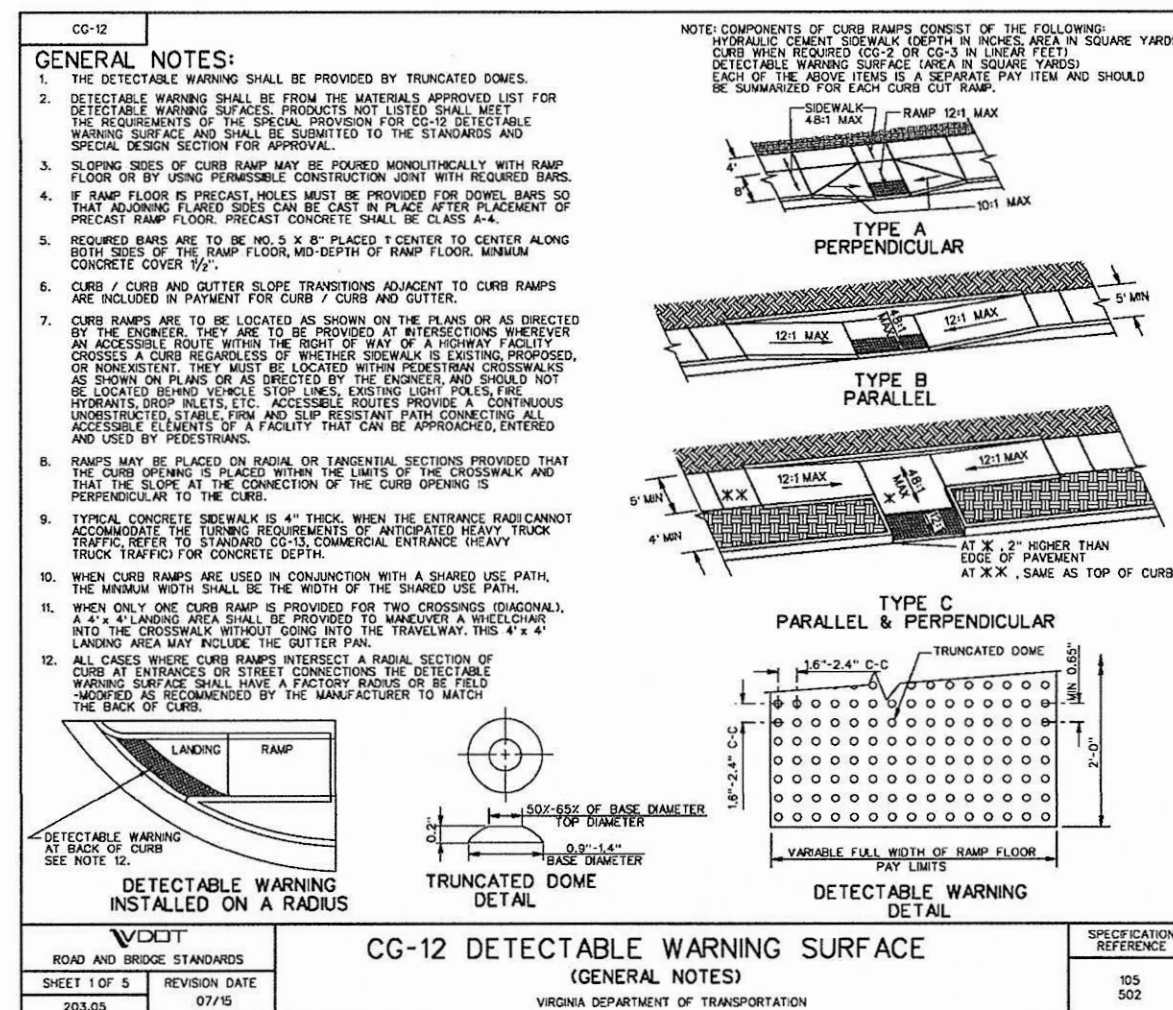 CG-12
GENERAL NOTES:
1. THE DETECTABLE WARNING SHALL BE PROVIDED BY TRUNCATED DOMES.
2. DETECTABLE WARNING SHALL BE FROM THE MATERIALS APPROVED LIST FOR
DETECTABLE WARNING SUFACES. PRODUCTS NOT LISTED SHALL MEET
THE REQUIREMENTS OF THE SPECIAL PROVISION FOR CG-12 DETECTABLE
WARNING SURFACE AND SHALL BE SUBMITTED TO THE STANDARDS AND
SPECIAL DESIGN SECTION FOR APPROVAL.
3. SLOPING SIDES OF CURB RAMP MAY BE POURED MONOLITHICALLY WITH RAMP
FLOOR OR BY USING PERMISSIBLE CONSTRUCTION JOINT WITH REQUIRED BARS.
4. IF RAMP FLOOR IS PRECAST, HOLES MUST BE PROVIDED FOR DOWEL BARS SO
THAT ADJOINING FLARED SIDES CAN BE CAST IN PLACE AFTER PLACEMENT OF
PRECAST RAMP FLOOR. PRECAST CONCRETE SHALL BE CLASS A-4.
5. REQUIRED BARS ARE TO BE NO. 5 X 8" PLACED 1' CENTER TO CENTER ALONG
BOTH SIDES OF THE RAMP FLOOR, MID-DEPTH OF RAMP FLOOR. MINIMUM
CONCRETE COVER 1½".
6. CURB / CURB AND GUTTER SLOPE TRANSITIONS ADJACENT TO CURB RAMPS
ARE INCLUDED IN PAYMENT FOR CURB / CURB AND GUTTER.
7. CURB RAMPS ARE TO BE LOCATED AS SHOWN ON THE PLANS OR AS DIRECTED
BY THE ENGINEER. THEY ARE TO BE PROVIDED AT INTERSECTIONS WHEREVER
AN ACCESSIBLE ROUTE WITHIN THE RIGHT OF WAY OF A HIGHWAY FACILITY
CROSSES A CURB REGARDLESS OF WHETHER SIDEWALK IS EXISTING, PROPOSED,
OR NONEXISTENT. THEY MUST BE LOCATED WITHIN PEDESTRIAN CROSSWALKS
AS SHOWN ON PLANS OR AS DIRECTED BY THE ENGINEER, AND SHOULD NOT
BE LOCATED BEHIND VEHICLE STOP LINES, EXISTING LIGHT POLES, FIRE
HYDRANTS, DROP INLETS, ETC. ACCESSIBLE ROUTES PROVIDE A CONTINUOUS
UNOBSTRUCTED, STABLE, FIRM AND SLIP RESISTANT PATH CONNECTING ALL
ACCESSIBLE ELEMENTS OF A FACILITY THAT CAN BE APPROACHED, ENTERED
AND USED BY PEDESTRIANS.
8. RAMPS MAY BE PLACED ON RADIAL OR TANGENTIAL SECTIONS PROVIDED THAT
THE CURB OPENING IS PLACED WITHIN THE LIMITS OF THE CROSSWALK AND
THAT THE SLOPE AT THE CONNECTION OF THE CURB OPENING IS
PERPENDICULAR TO THE CURB.
9. TYPICAL CONCRETE SIDEWALK IS 4" THICK. WHEN THE ENTRANCE RADII CANNOT
ACCOMMODATE THE TURNING REQUIREMENTS OF ANTICIPATED HEAVY TRUCK
TRAFFIC, REFER TO STANDARD CG-13, COMMERCIAL ENTRANCE (HEAVY
TRUCK TRAFFIC) FOR CONCRETE DEPTH.
10. WHEN CURB RAMPS ARE USED IN CONJUNCTION WITH A SHARED USE PATH,
THE MINIMUM WIDTH SHALL BE THE WIDTH OF THE SHARED USE PATH.
11. WHEN ONLY ONE CURB RAMP IS PROVIDED FOR TWO CROSSINGS (DIAGONAL),
A 4' x 4' LANDING AREA SHALL BE PROVIDED TO MANEUVER A WHEELCHAIR
INTO THE CROSSWALK WITHOUT GOING INTO THE TRAVELWAY. THIS 4' x 4'
LANDING AREA MAY INCLUDE THE GUTTER PAN.
12. ALL CASES WHERE CURB RAMPS INTERSECT A RADIAL SECTION OF
CURB AT ENTRANCES OR STREET CONNECTIONS THE DETECTABLE
WARNING SURFACE SHALL HAVE A FACTORY RADIUS OR BE FIELD
-MODIFIED AS RECOMMENDED BY THE MANUFACTURER TO MATCH
THE BACK OF CURB.
NOTE: COMPONENTS OF CURB RAMPS CONSIST OF THE FOLLOWING:
HYDRAULIC CEMENT SIDEWALK (DEPTH IN INCHES, AREA IN SQUARE YARDS
CURB WHEN REQUIRED (CG-2 OR CG-3 IN LINEAR FEET)
DETECTABLE WARNING SURFACE (AREA IN SQUARE YARDS)
EACH OF THE ABOVE ITEMS IS A SEPARATE PAY ITEM AND SHOULD
BE SUMMARIZED FOR EACH CURB CUT RAMP.
SIDEWALK
48:1 MAX
RAMP 12:1 MAX
4'
8'
10:1 MAX
TYPE A
PERPENDICULAR
12:1 MAX
48:1
MAX
12:1 MAX
5' MIN
TYPE B
PARALLEL
5' MIN
12:1 MAX
48:1
MAX
12:1 MAX
12:1
4' MIN
AT ※, 2" HIGHER THAN
EDGE OF PAVEMENT
AT ※※, SAME AS TOP OF CURB
TYPE C
PARALLEL & PERPENDICULAR
LANDING
RAMP
DETECTABLE WARNING
AT BACK OF CURB
SEE NOTE 12.
DETECTABLE WARNING
INSTALLED ON A RADIUS
50%-65% OF BASE DIAMETER
TOP DIAMETER
0.2"
0.9"-1.4"
BASE DIAMETER
TRUNCATED DOME
DETAIL
1.6"-2.4" C-C
TRUNCATED DOME
MIN 0.65"
1.6"-2.4" C-C
2'-0"
VARIABLE FULL WIDTH OF RAMP FLOOR
PAY LIMITS
DETECTABLE WARNING
DETAIL
VDOT
ROAD AND BRIDGE STANDARDS
SHEET 1 OF 5
REVISION DATE
203.05
07/15
CG-12 DETECTABLE WARNING SURFACE
(GENERAL NOTES)
VIRGINIA DEPARTMENT OF TRANSPORTATION
SPECIFICATION
REFERENCE
105
502